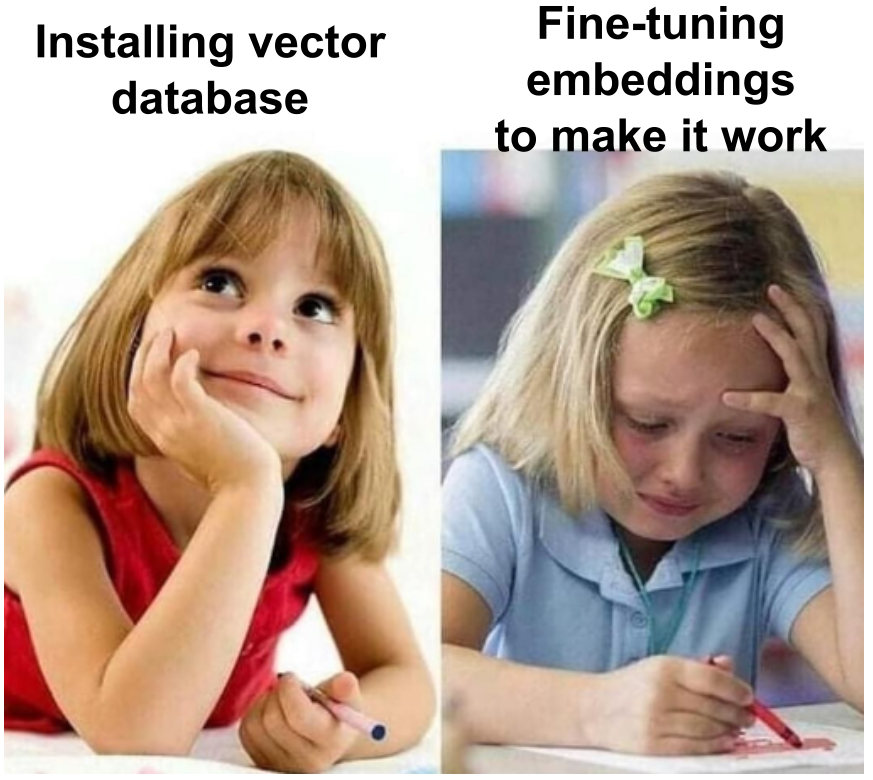 Installing vector
database
Fine-tuning
embeddings
to make it work